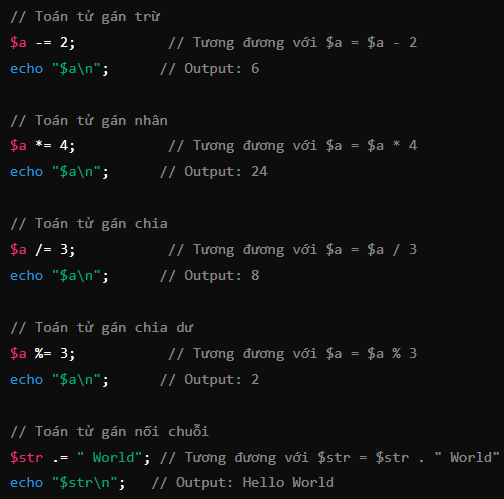 // Toán tử gán trừ
$a -= 2;           // Tương đương với $a = $a - 2
echo "$a\n";      // Output: 6

// Toán tử gán nhân
$a *= 4;           // Tương đương với $a = $a * 4
echo "$a\n";      // Output: 24

// Toán tử gán chia
$a /= 3;           // Tương đương với $a = $a / 3
echo "$a\n";      // Output: 8

// Toán tử gán chia dư
$a %= 3;           // Tương đương với $a = $a % 3
echo "$a\n";      // Output: 2

// Toán tử gán nối chuỗi
$str .= " World"; // Tương đương với $str = $str . " World"
echo "$str\n";   // Output: Hello World